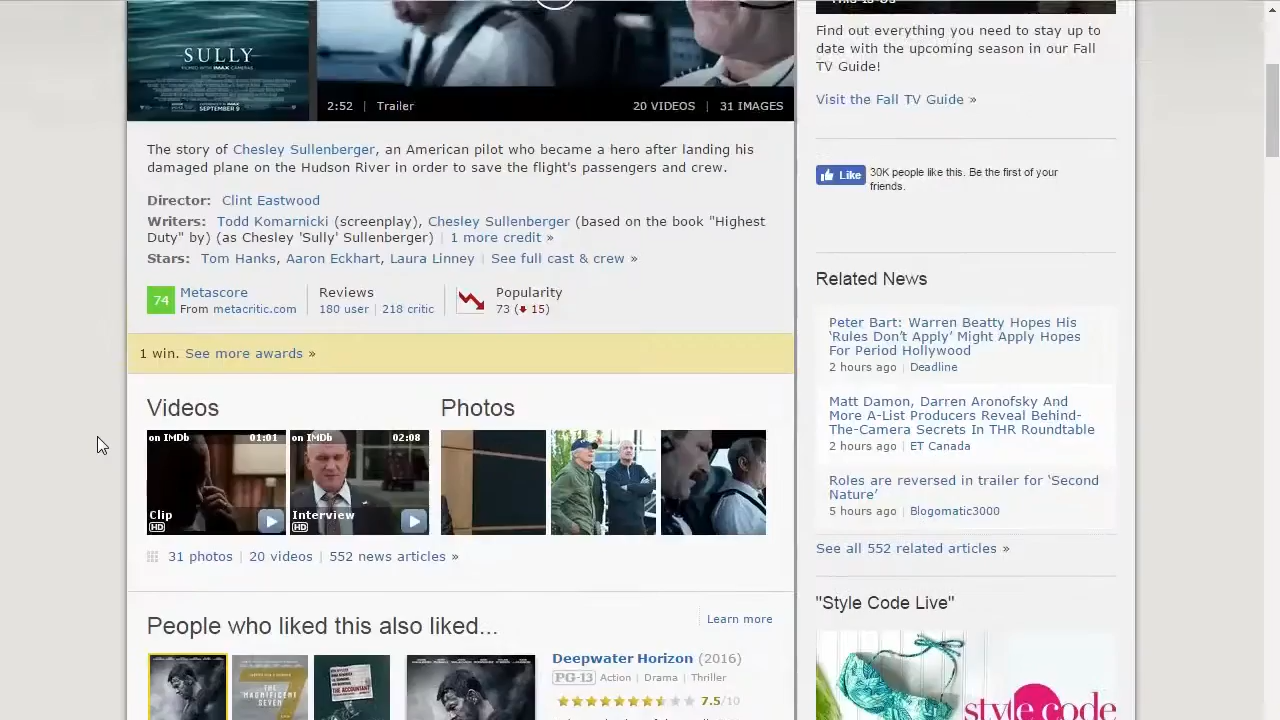 SULLY
FILMED WITH IMAX CAMERAS
SEPTEMBER 9
2:52 | Trailer
20 VIDEOS | 31 IMAGES
The story of Chesley Sullenberger, an American pilot who became a hero after landing his
damaged plane on the Hudson River in order to save the flight's passengers and crew.
Director: Clint Eastwood
Writers: Todd Komarnicki (screenplay), Chesley Sullenberger (based on the book "Highest
Duty" by) (as Chesley 'Sully' Sullenberger) | 1 more credit »
Stars: Tom Hanks, Aaron Eckhart, Laura Linney | See full cast & crew »
74
Metascore
From metacritic.com
Reviews
180 user | 218 critic
Popularity
73 (15)
1 win. See more awards »
Videos
on IMDb 01:01
Clip
HD
on IMDb 02:08
Interview
HD
Photos
31 photos | 20 videos | 552 news articles »
People who liked this also liked...
Learn more
THE
MAGNIFICENT
SEVEN
THE ACCOUNTANT
Deepwater Horizon (2016)
PG-13 Action | Drama | Thriller
7.5/10
Find out everything you need to stay up to
date with the upcoming season in our Fall
TV Guide!
Visit the Fall TV Guide »
Like
30K people like this. Be the first of your
friends.
Related News
Peter Bart: Warren Beatty Hopes His
‘Rules Don’t Apply’ Might Apply Hopes
For Period Hollywood
2 hours ago | Deadline
Matt Damon, Darren Aronofsky And
More A-List Producers Reveal Behind-
The-Camera Secrets In THR Roundtable
2 hours ago | ET Canada
Roles are reversed in trailer for ‘Second
Nature’
5 hours ago | Blogomatic3000
See all 552 related articles »
"Style Code Live"
style code